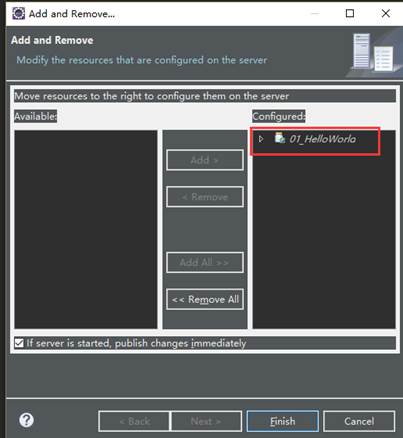 Add and Remove...
Add and Remove
Modify the resources that are configured on the server
Move resources to the right to configure them on the server
Available:
Configured:
01_HelloWorld
Add >
< Remove
Add All >>
<< Remove All
If server is started, publish changes immediately
?
< Back
Next >
Finish
Cancel